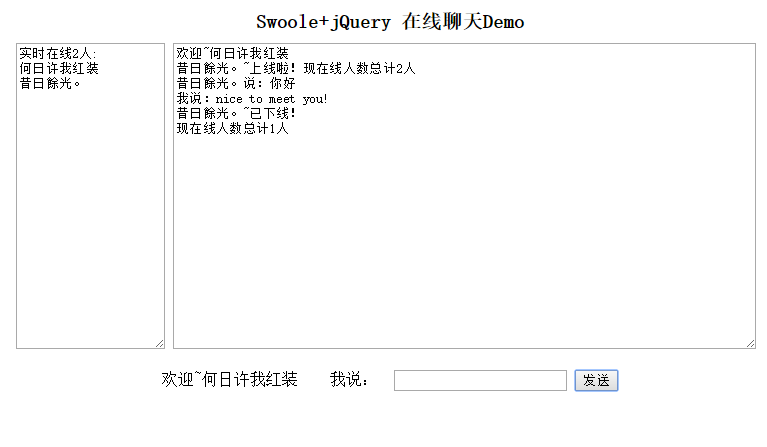 Swoole+jQuery 在线聊天Demo
实时在线2人:
何日许我红装
昔日餘光。
欢迎~何日许我红装
昔日餘光。~上线啦！现在线人数总计2人
昔日餘光。说：你好
我说：nice to meet you!
昔日餘光。~已下线！
现在线人数总计1人
欢迎~何日许我红装 我说： 发送